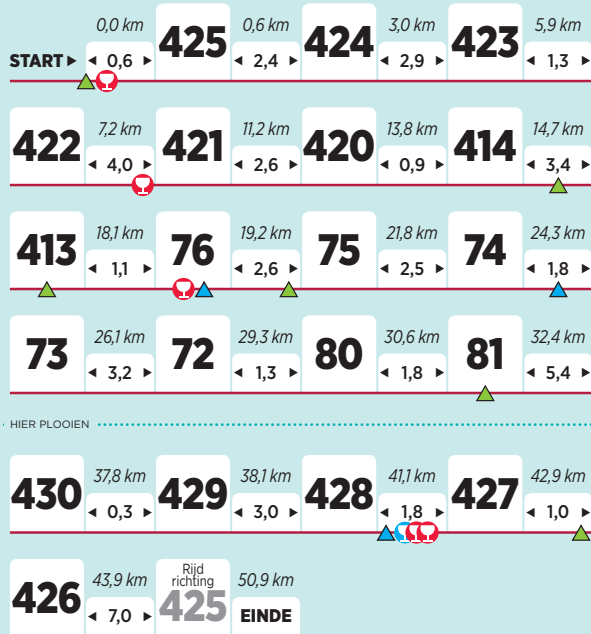 0,0 km 0,6 km 3,0 km 5,9 km
START ▶ ◄ 0,6 ► 425 ◄ 2,4 ► 424 ◄ 2,9 ► 423 ◄ 1,3 ►
7,2 km 11,2 km 13,8 km 14,7 km
422 ◄ 4,0 ► 421 ◄ 2,6 ► 420 ◄ 0,9 ► 414 ◄ 3,4 ►
18,1 km 19,2 km 21,8 km 24,3 km
413 ◄ 1,1 ► 76 ◄ 2,6 ► 75 ◄ 2,5 ► 74 ◄ 1,8 ►
26,1 km 29,3 km 30,6 km 32,4 km
73 ◄ 3,2 ► 72 ◄ 1,3 ► 80 ◄ 1,8 ► 81 ◄ 5,4 ►
HIER PLOOIEN
37,8 km 38,1 km 41,1 km 42,9 km
430 ◄ 0,3 ► 429 ◄ 3,0 ► 428 ◄ 1,8 ► 427 ◄ 1,0 ►
43,9 km Rijd richting 50,9 km
426 ◄ 7,0 ► 425 EINDE